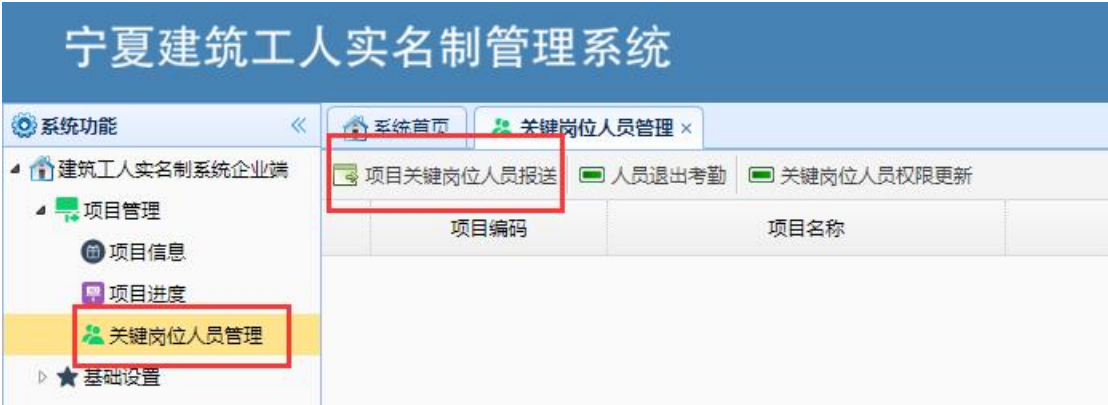 宁夏建筑工人实名制管理系统
系统功能
系统首页 关键岗位人员管理 ×
建筑工人实名制系统企业端
项目关键岗位人员报送 人员退出考勤 关键岗位人员权限更新
项目管理
项目编码 项目名称
项目信息
项目进度
关键岗位人员管理
基础设置